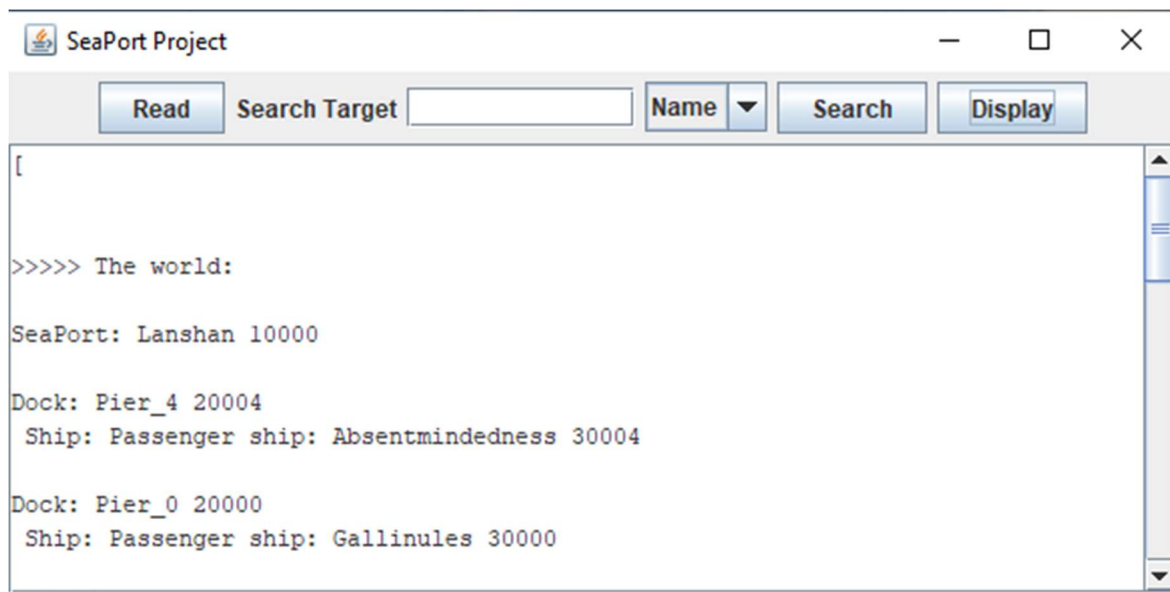 SeaPort Project
Read Search Target Name Search Display
[
>>>>> The world:
SeaPort: Lanshan 10000
Dock: Pier_4 20004
Ship: Passenger ship: Absentmindedness 30004
Dock: Pier_0 20000
Ship: Passenger ship: Gallinules 30000